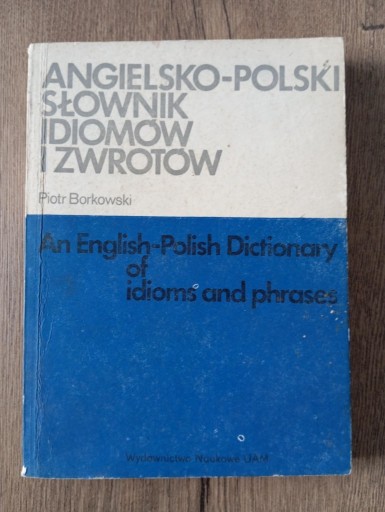 ANGIELSKO-POLSKI
SŁOWNIK
IDIOMÓW
I ZWROTÓW
Piotr Borkowski
An English-Polish Dictionary
of
idioms and phrases
Wydawnictwo Naukowe UAM